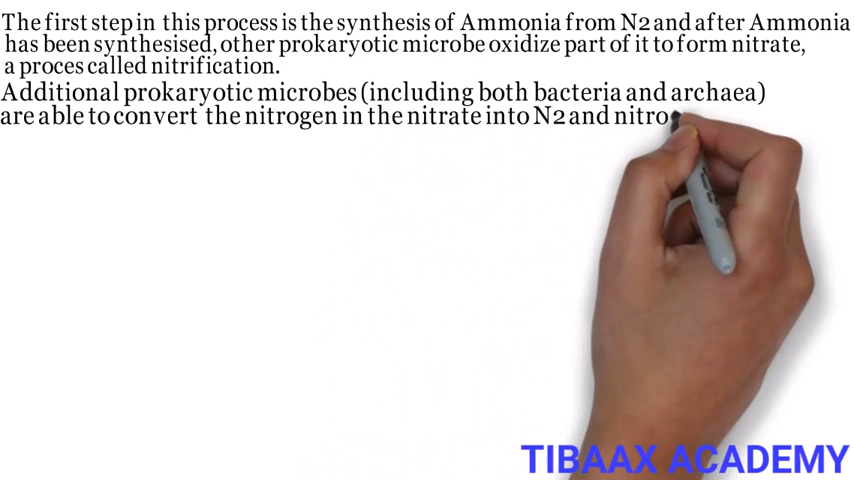 The first step in this process is the synthesis of Ammonia from N2 and after Ammonia
has been synthesised, other prokaryotic microbe oxidize part of it to form nitrate,
a proces called nitrification.
Additional prokaryotic microbes (including both bacteria and archaea)
are able to convert the nitrogen in the nitrate into N2 and nitro
TIBAAX ACADEMY